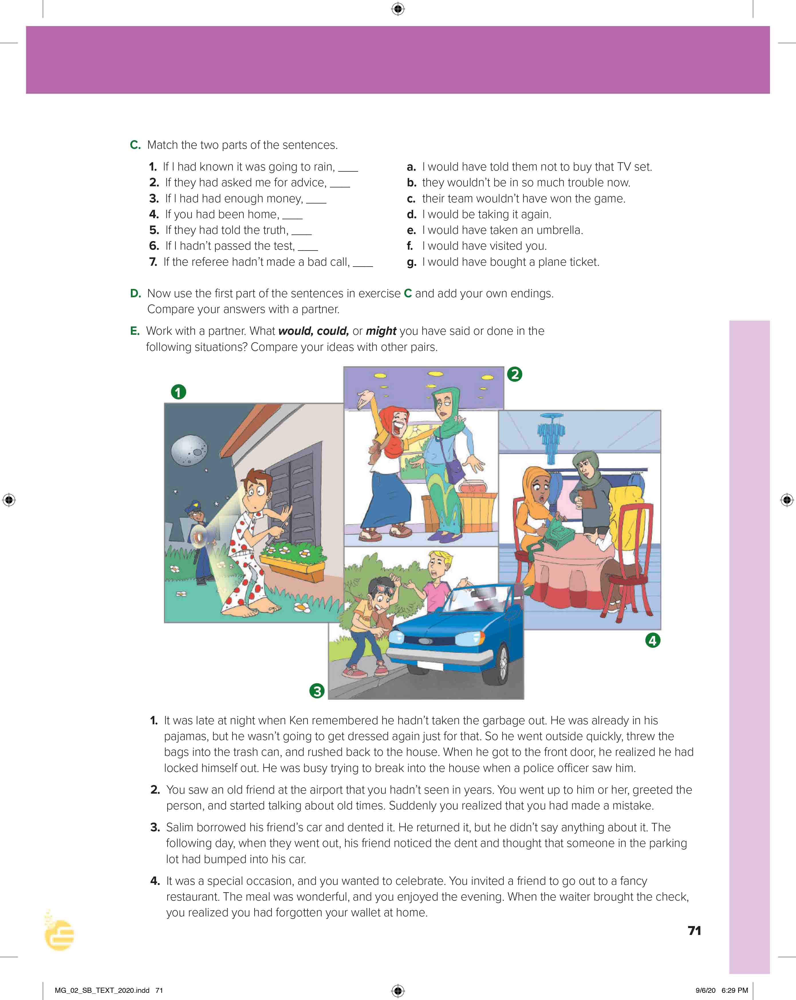 C. Match the two parts of the sentences.
1. If I had known it was going to rain, ____
2. If they had asked me for advice, ____
3. If I had had enough money, ____
4. If you had been home, ____
5. If they had told the truth, ____
6. If I hadn't passed the test, ____
7. If the referee hadn't made a bad call, ____
a. I would have told them not to buy that TV set.
b. they wouldn't be in so much trouble now.
c. their team wouldn't have won the game.
d. I would be taking it again.
e. I would have taken an umbrella.
f. I would have visited you.
g. I would have bought a plane ticket.
D. Now use the first part of the sentences in exercise C and add your own endings.
Compare your answers with a partner.
E. Work with a partner. What would, could, or might you have said or done in the
following situations? Compare your ideas with other pairs.
1
2
3
4
1. It was late at night when Ken remembered he hadn't taken the garbage out. He was already in his
pajamas, but he wasn't going to get dressed again just for that. So he went outside quickly, threw the
bags into the trash can, and rushed back to the house. When he got to the front door, he realized he had
locked himself out. He was busy trying to break into the house when a police officer saw him.
2. You saw an old friend at the airport that you hadn't seen in years. You went up to him or her, greeted the
person, and started talking about old times. Suddenly you realized that you had made a mistake.
3. Salim borrowed his friend's car and dented it. He returned it, but he didn't say anything about it. The
following day, when they went out, his friend noticed the dent and thought that someone in the parking
lot had bumped into his car.
4. It was a special occasion, and you wanted to celebrate. You invited a friend to go out to a fancy
restaurant. The meal was wonderful, and you enjoyed the evening. When the waiter brought the check,
you realized you had forgotten your wallet at home.
71
MG_02_SB_TEXT_2020.indd 71
9/6/20 6:29 PM